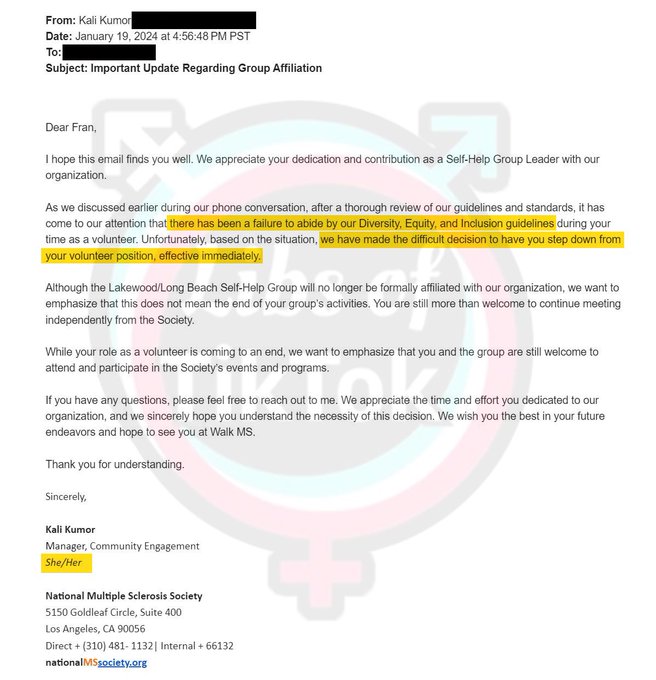 From: Kali Kumor
Date: January 19, 2024 at 4:56:48 PM PST
To:
Subject: Important Update Regarding Group Affiliation
Dear Fran,
I hope this email finds you well. We appreciate your dedication and contribution as a Self-Help Group Leader with our
organization.
As we discussed earlier during our phone conversation, after a thorough review of our guidelines and standards, it has
come to our attention that there has been a failure to abide by our Diversity, Equity, and Inclusion guidelines during your
time as a volunteer. Unfortunately, based on the situation, we have made the difficult decision to have you step down from
your volunteer position, effective immediately.
Although the Lakewood/Long Beach Self-Help Group will no longer be formally affiliated with our organization, we want to
emphasize that this does not mean the end of your group's activities. You are still more than welcome to continue meeting
independently from the Society.
While your role as a volunteer is coming to an end, we want to emphasize that you and the group are still welcome to
attend and participate in the Society's events and programs.
If you have any questions, please feel free to reach out to me. We appreciate the time and effort you dedicated to our
organization, and we sincerely hope you understand the necessity of this decision. We wish you the best in your future
endeavors and hope to see you at Walk MS.
Thank you for understanding.
Sincerely,
Kali Kumor
Manager, Community Engagement
She/Her
National Multiple Sclerosis Society
5150 Goldleaf Circle, Suite 400
Los Angeles, CA 90056
Direct + (310) 481- 1132| Internal + 66132
nationalMSsociety.org
libs of
TIKTOK